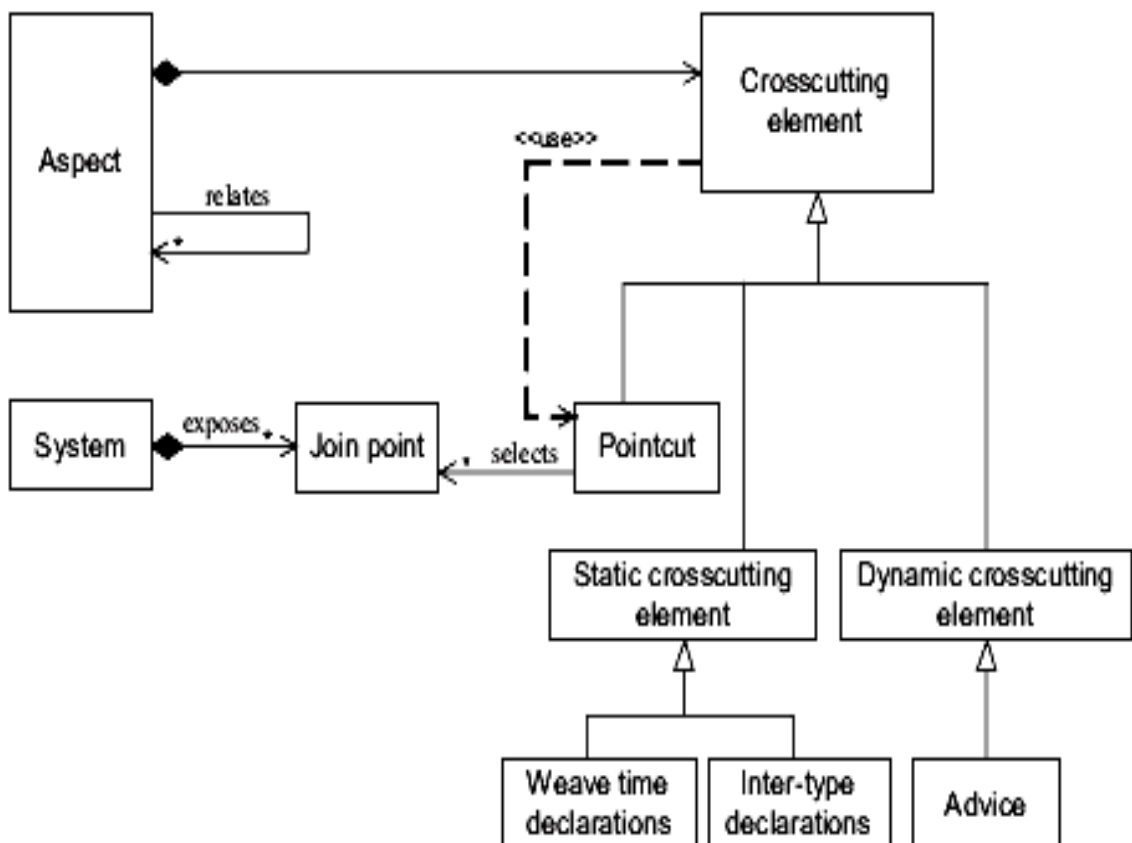 Crosscutting
element
<<use>>
Aspect
relates
*
System
exposes
*
Join point
*
selects
Pointcut
Static crosscutting
element
Dynamic crosscutting
element
Weave time
declarations
Inter-type
declarations
Advice